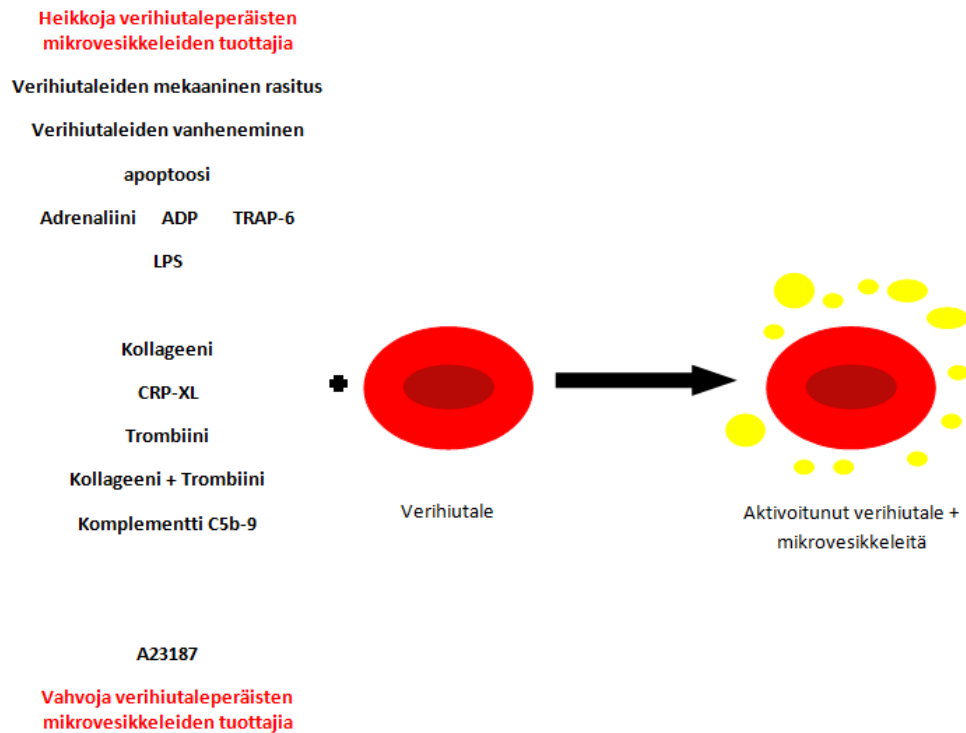 Heikkoja verihiutaleperäisten
mikrovesikkeleiden tuottajia
Verihiutaleiden mekaaninen rasitus
Verihiutaleiden vanheneminen
apoptoosi
Adrenaliini ADP TRAP-6
LPS
Kollageeni
CRP-XL
Trombiini
Kollageeni + Trombiini
Komplementti C5b-9
Verihiutale
Aktivoitunut verihiutale +
mikrovesikkeleitä
A23187
Vahvoja verihiutaleperäisten
mikrovesikkeleiden tuottajia